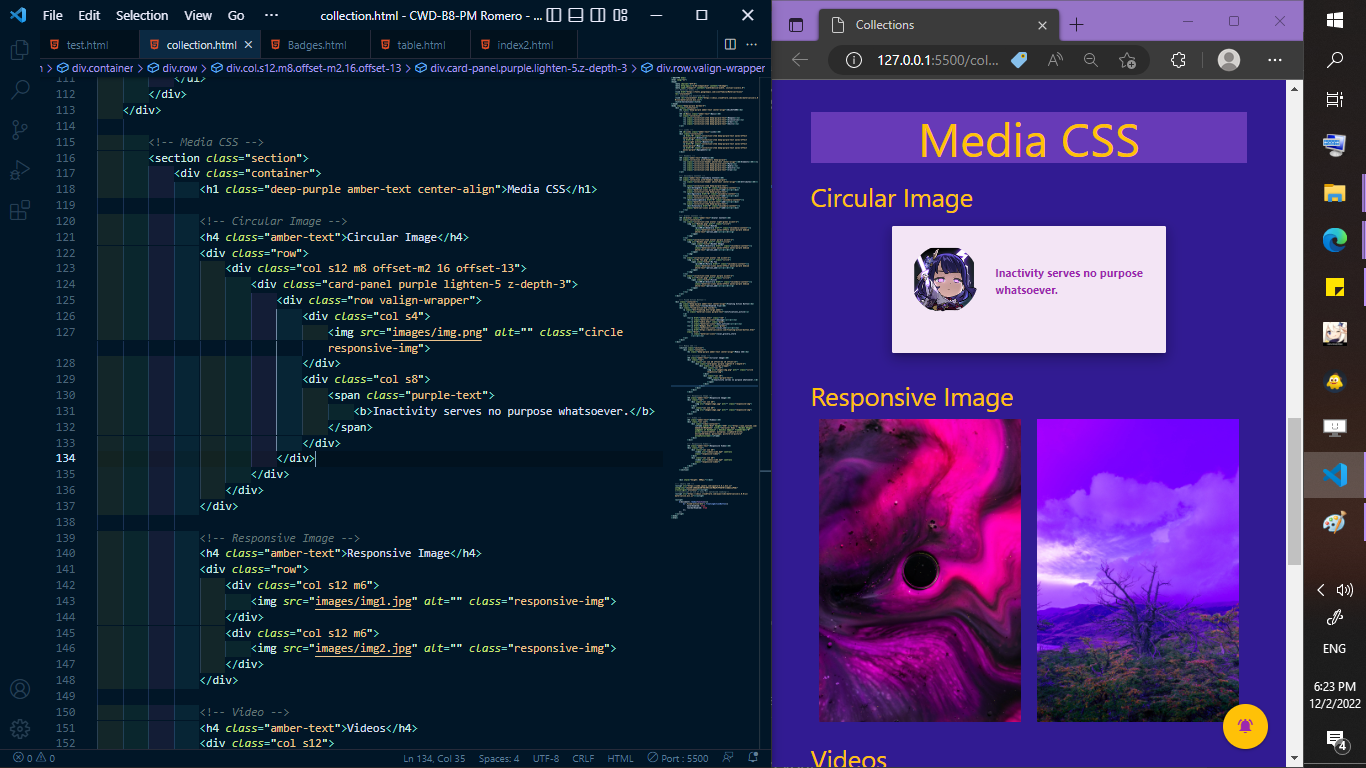 File Edit Selection View Go ··· collection.html - CWD-B8-PM Romero - ...
test.html collection.html Badges.html table.html index2.html
div.container > div.row > div.col.s12.m8.offset-m2.16.offset-13 > div.card-panel.purple.lighten-5.z-depth-3 > div.row.valign-wrapper
111 </ul>
112 </div>
113 </div>
114
115 <!-- Media CSS -->
116 <section class="section">
117 <div class="container">
118 <h1 class="deep-purple amber-text center-align">Media CSS</h1>
119
120 <!-- Circular Image -->
121 <h4 class="amber-text">Circular Image</h4>
122 <div class="row">
123 <div class="col s12 m8 offset-m2 16 offset-13">
124 <div class="card-panel purple lighten-5 z-depth-3">
125 <div class="row valign-wrapper">
126 <div class="col s4">
127 <img src="images/img.png" alt="" class="circle
responsive-img">
128 </div>
129 <div class="col s8">
130 <span class="purple-text">
131 <b>Inactivity serves no purpose whatsoever.</b>
132 </span>
133 </div>
134 </div>
135 </div>
136 </div>
137 </div>
138
139 <!-- Responsive Image -->
140 <h4 class="amber-text">Responsive Image</h4>
141 <div class="row">
142 <div class="col s12 m6">
143 <img src="images/img1.jpg" alt="" class="responsive-img">
144 </div>
145 <div class="col s12 m6">
146 <img src="images/img2.jpg" alt="" class="responsive-img">
147 </div>
148 </div>
149
150 <!-- Video -->
151 <h4 class="amber-text">Videos</h4>
152 <div class="col s12">
0 0 Ln 134, Col 35 Spaces: 4 UTF-8 CRLF HTML Port : 5500
Collections
127.0.0.1:5500/col...
Media CSS
Circular Image
Inactivity serves no purpose
whatsoever.
Responsive Image
Videos
ENG
6:23 PM
12/2/2022
4